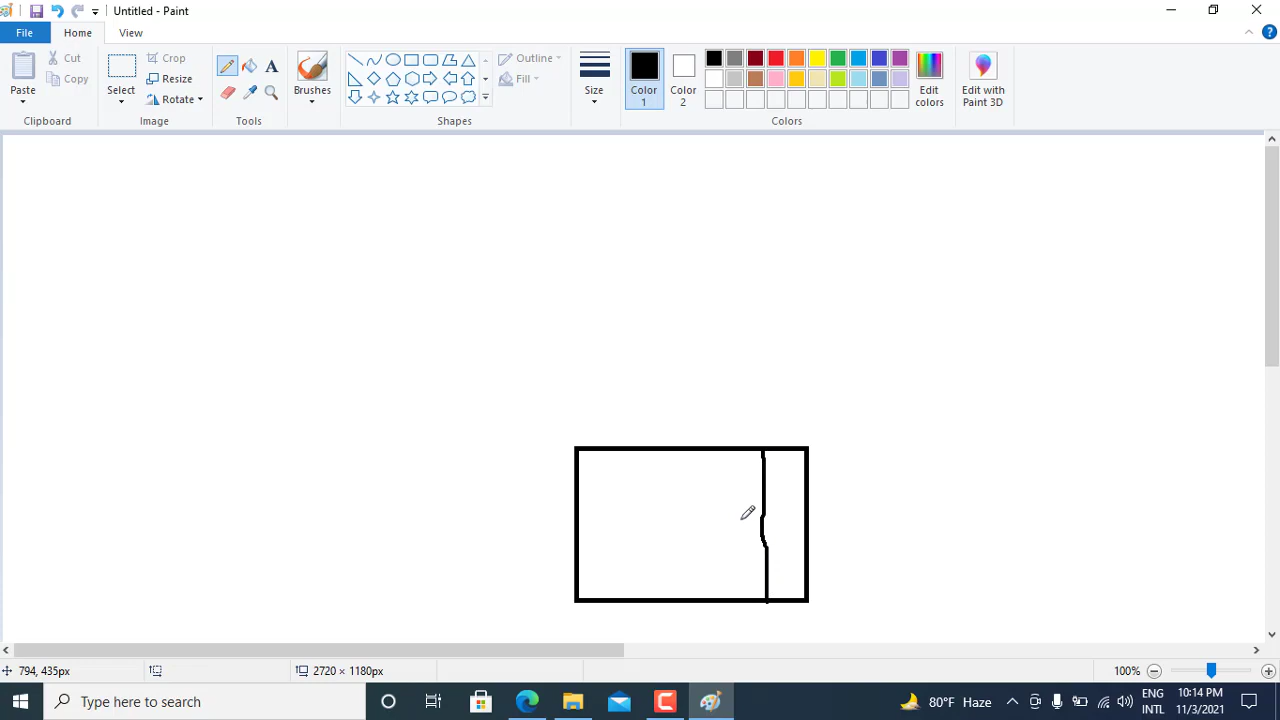 Untitled - Paint
File
Home
View
Paste
Cut
Copy
Clipboard
Select
Crop
Resize
Rotate
Image
A
Tools
Brushes
Outline
Fill
Shapes
Size
Color 1
Color 2
Edit colors
Edit with Paint 3D
Colors
794, 435px
2720 × 1180px
100%
Type here to search
80°F Haze
ENG
INTL
10:14 PM
11/3/2021